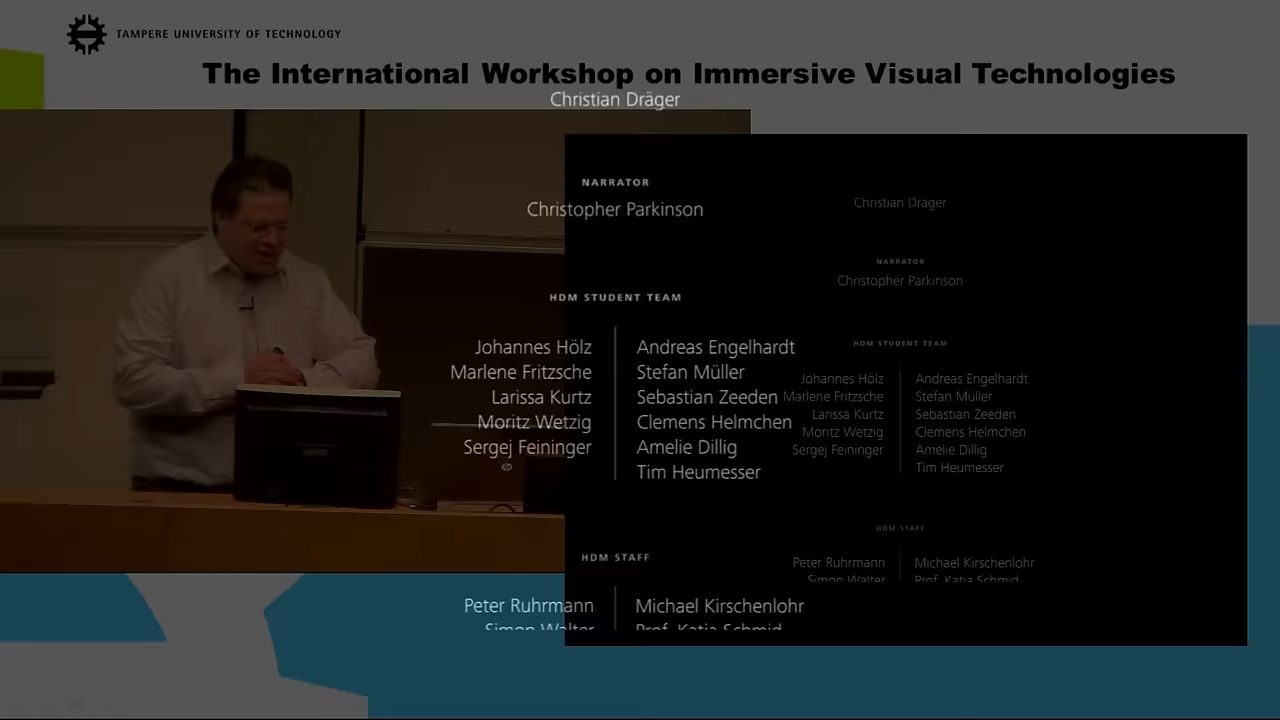 TAMPERE UNIVERSITY OF TECHNOLOGY
The International Workshop on Immersive Visual Technologies
Christian Dräger
NARRATOR
Christopher Parkinson
HDM STUDENT TEAM
Johannes Hölz
Marlene Fritzsche
Larissa Kurtz
Moritz Wetzig
Sergej Feininger
Andreas Engelhardt
Stefan Müller
Sebastian Zeeden
Clemens Helmchen
Amelie Dillig
Tim Heumesser
HDM STAFF
Peter Ruhrmann
Simon Walter
Michael Kirschenlohr
Prof. Katja Schmid
Christian Dräger
NARRATOR
Christopher Parkinson
HDM STUDENT TEAM
Johannes Hölz
Marlene Fritzsche
Larissa Kurtz
Moritz Wetzig
Sergej Feininger
Andreas Engelhardt
Stefan Müller
Sebastian Zeeden
Clemens Helmchen
Amelie Dillig
Tim Heumesser
HDM STAFF
Peter Ruhrmann
Simon Walter
Michael Kirschenlohr
Prof. Katja Schmid